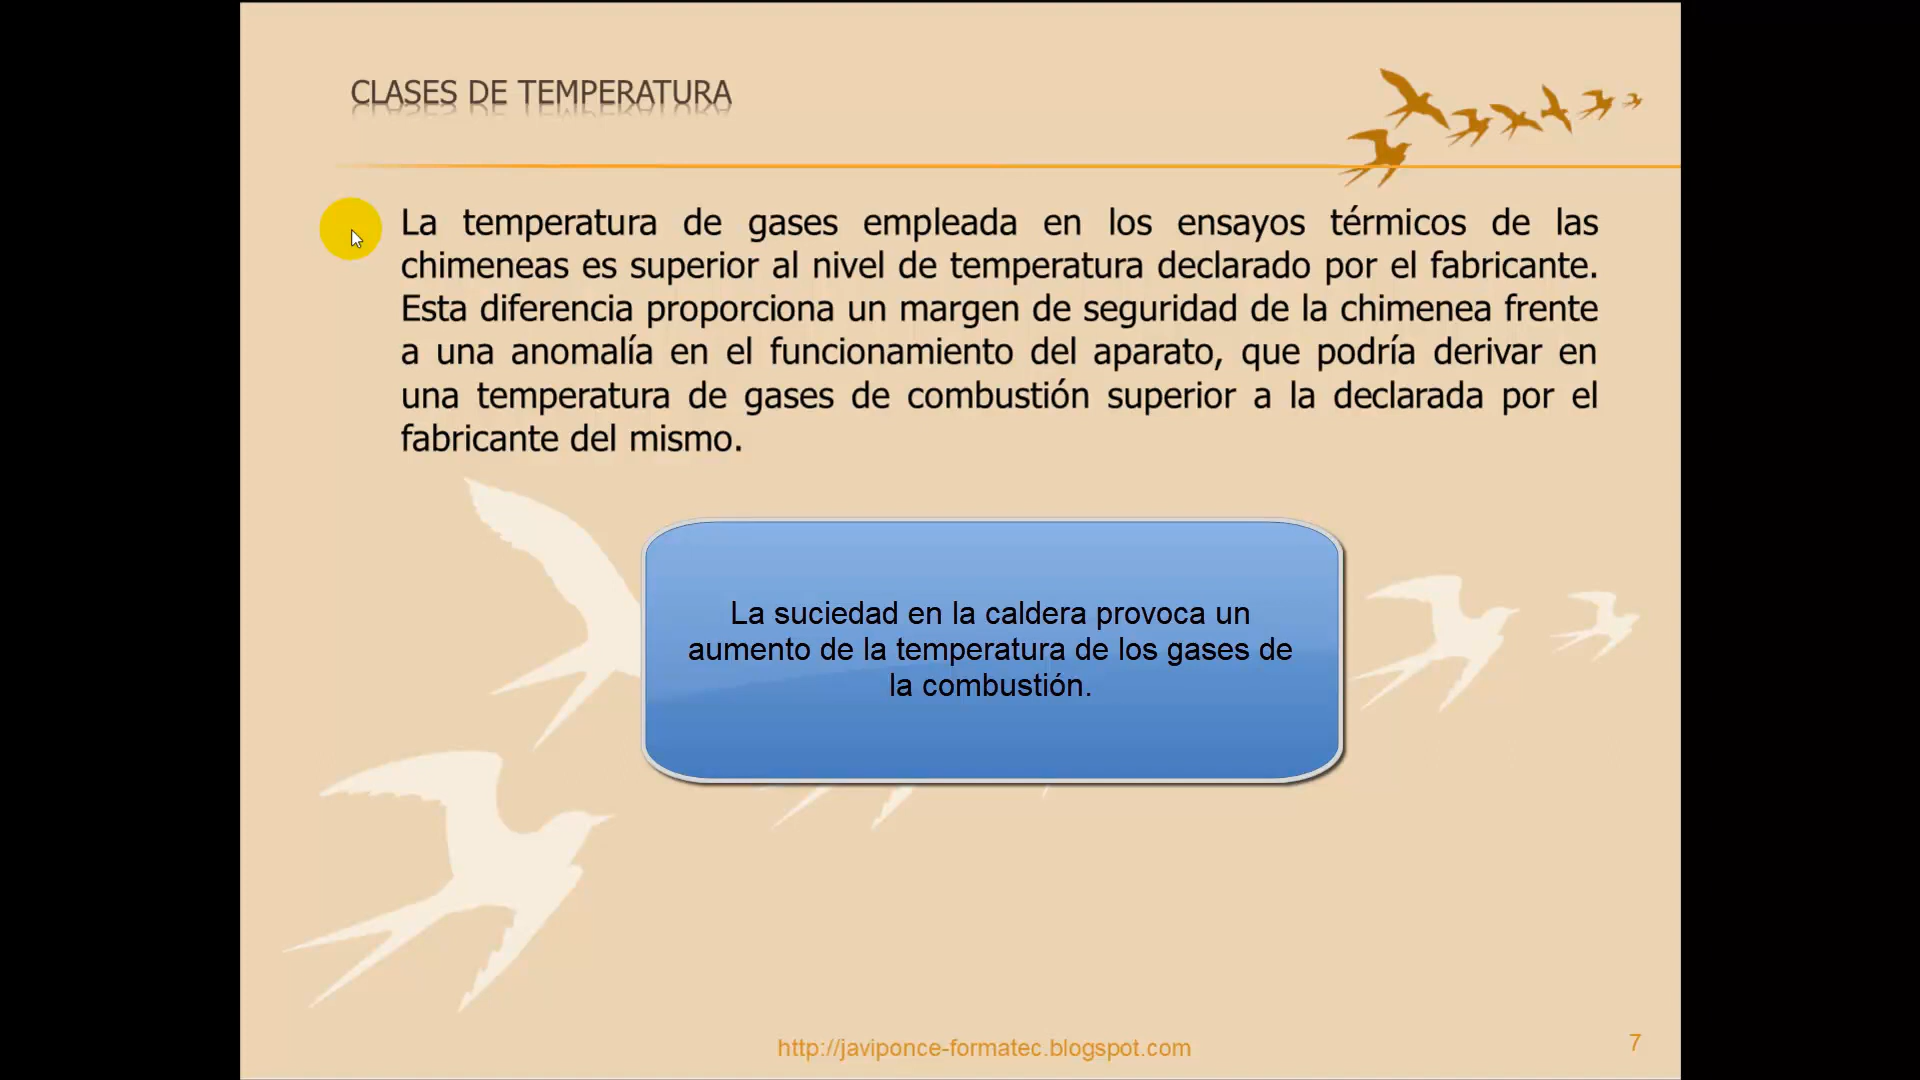 CLASES DE TEMPERATURA
La temperatura de gases empleada en los ensayos térmicos de las
chimeneas es superior al nivel de temperatura declarado por el fabricante.
Esta diferencia proporciona un margen de seguridad de la chimenea frente
a una anomalía en el funcionamiento del aparato, que podría derivar en
una temperatura de gases de combustión superior a la declarada por el
fabricante del mismo.
La suciedad en la caldera provoca un
aumento de la temperatura de los gases de
la combustión.
http://javiponce-formatec.blogspot.com
7